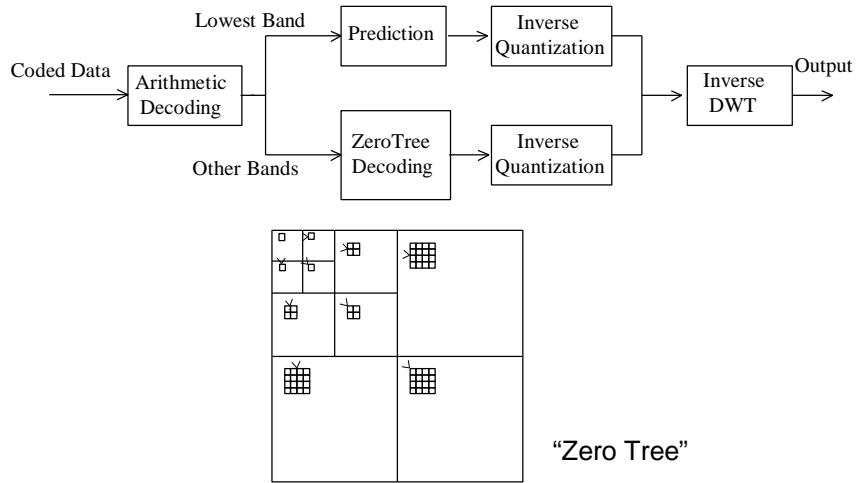 Lowest Band
Prediction
Inverse
Quantization
Coded Data
Arithmetic
Decoding
Inverse
DWT
Output
Other Bands
ZeroTree
Decoding
Inverse
Quantization
“Zero Tree”